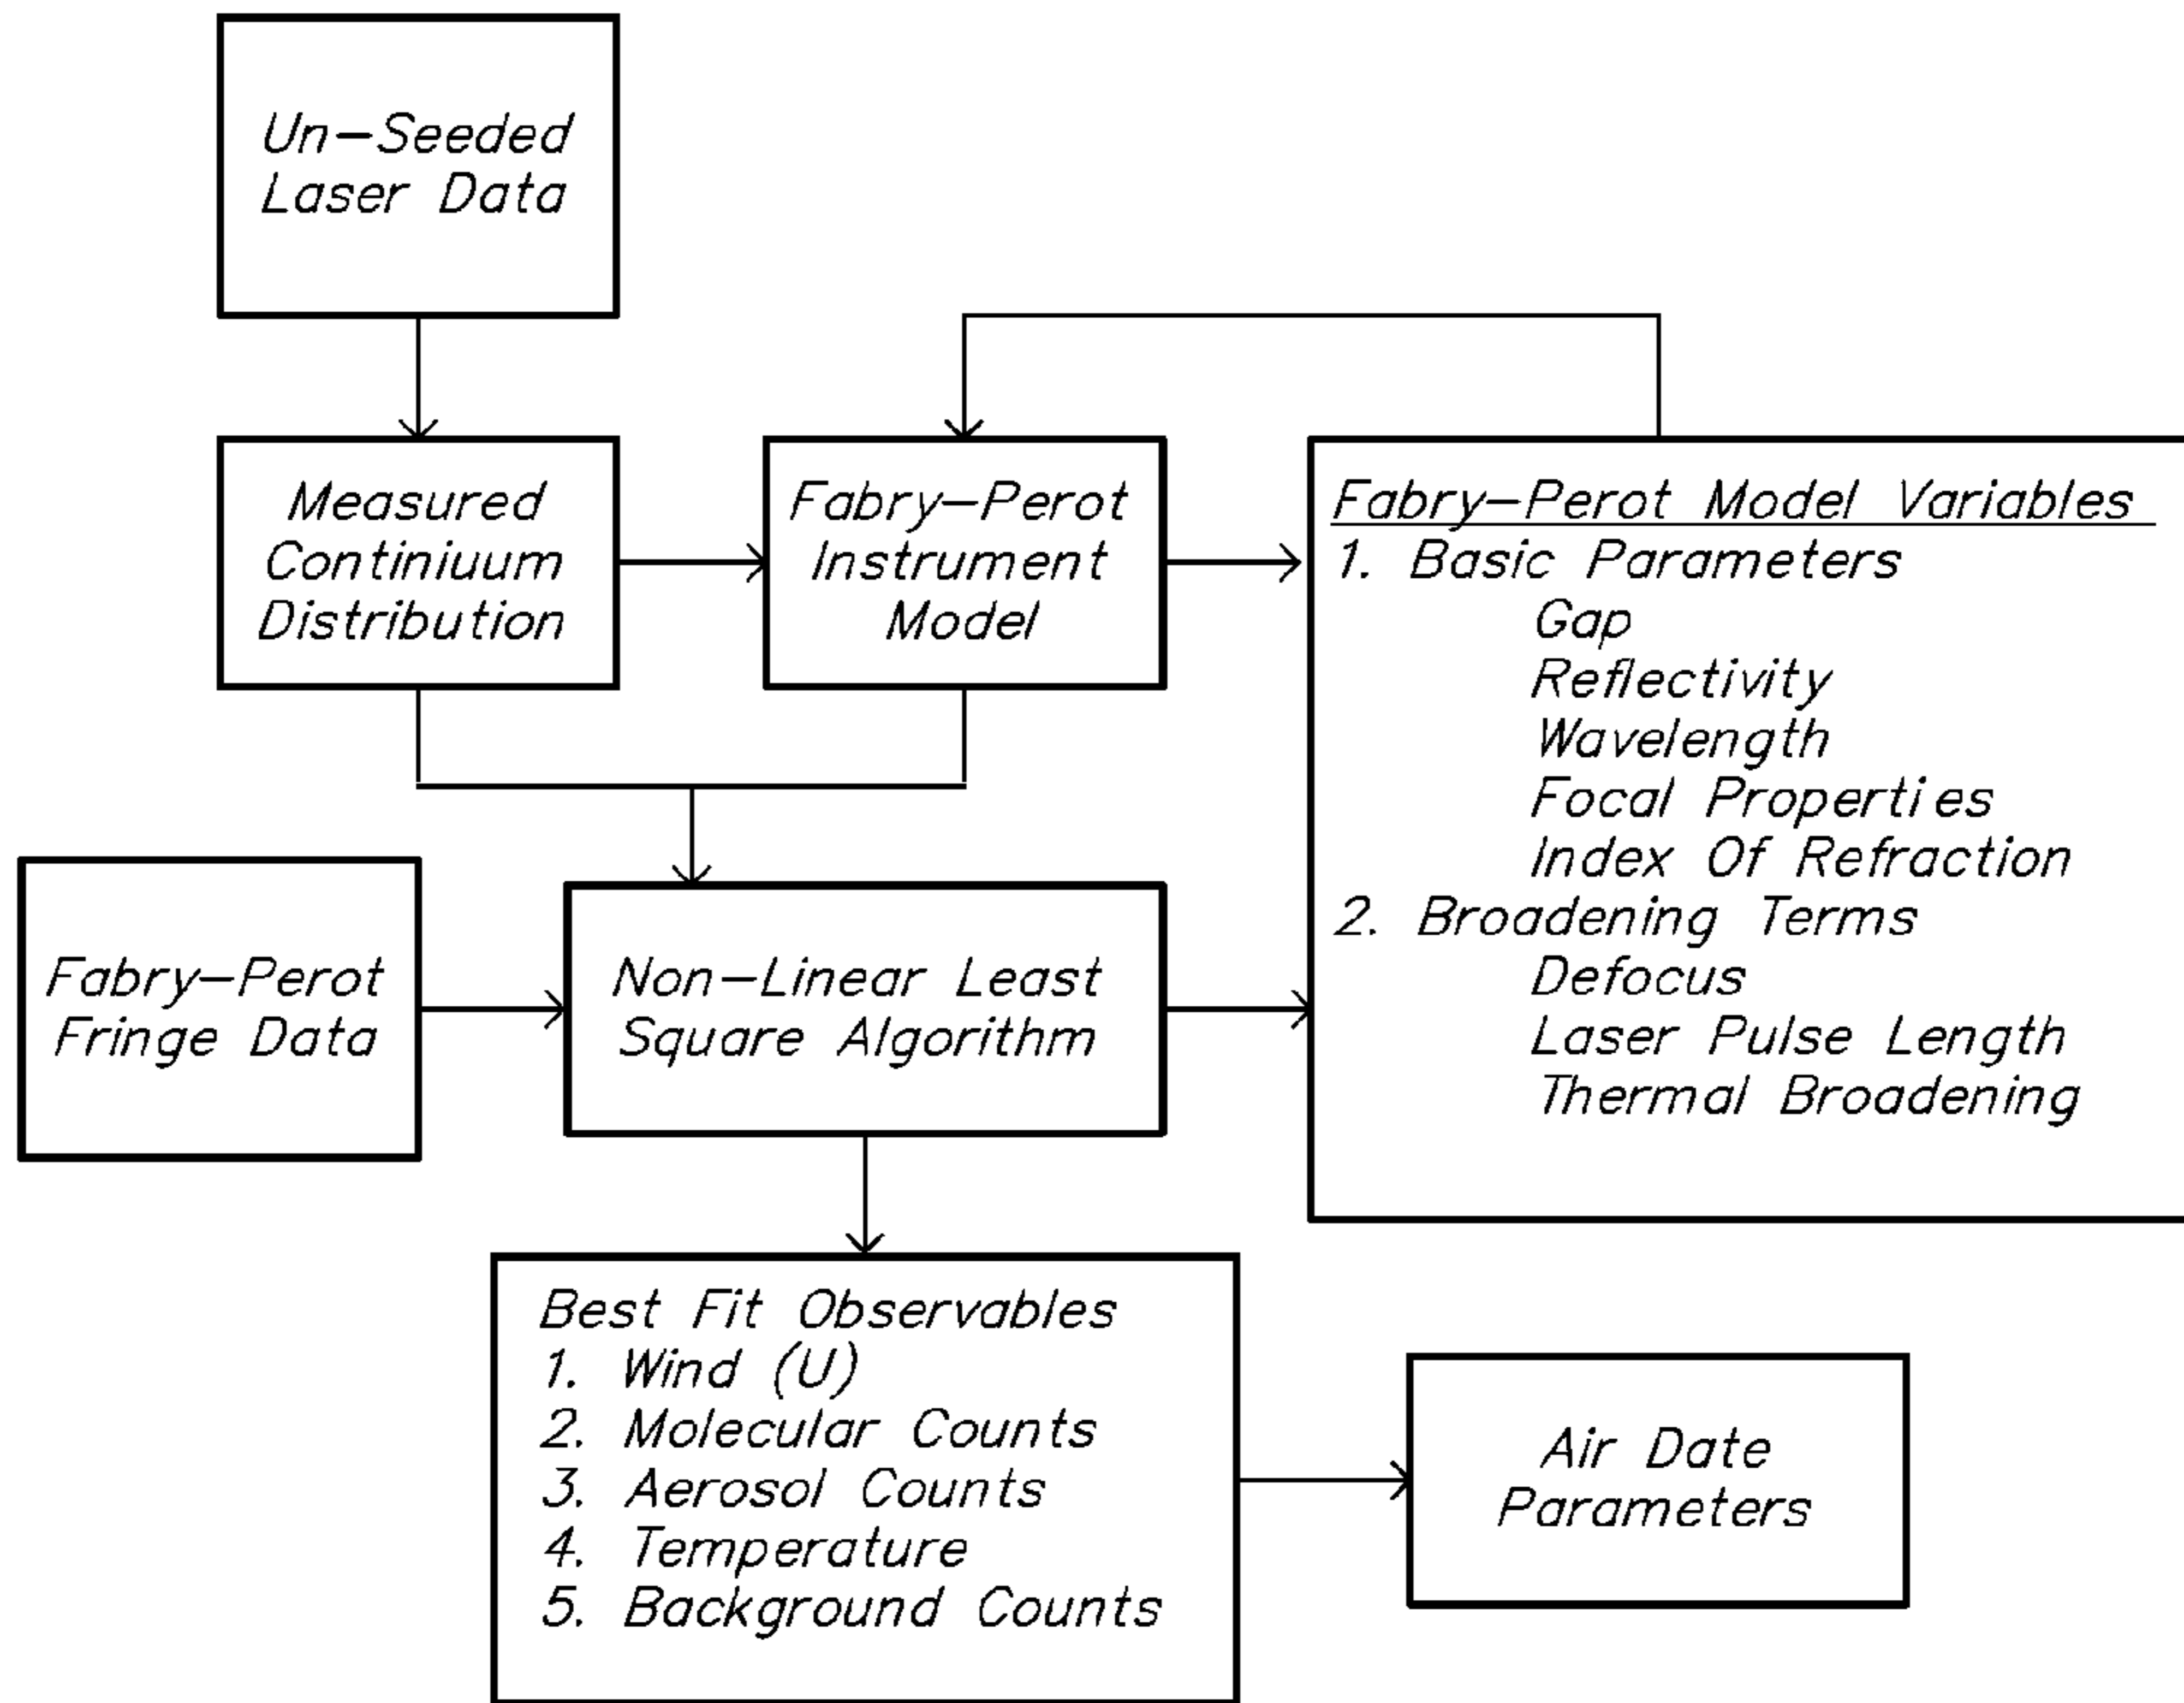 Un-Seeded
Laser Data
Measured
Continiuum
Distribution
Fabry-Perot
Instrument
Model
Fabry-Perot Model Variables
1. Basic Parameters
Gap
Reflectivity
Wavelength
Focal Properties
Index Of Refraction
2. Broadening Terms
Defocus
Laser Pulse Length
Thermal Broadening
Fabry-Perot
Fringe Data
Non-Linear Least
Square Algorithm
Best Fit Observables
1. Wind (U)
2. Molecular Counts
3. Aerosol Counts
4. Temperature
5. Background Counts
Air Date
Parameters